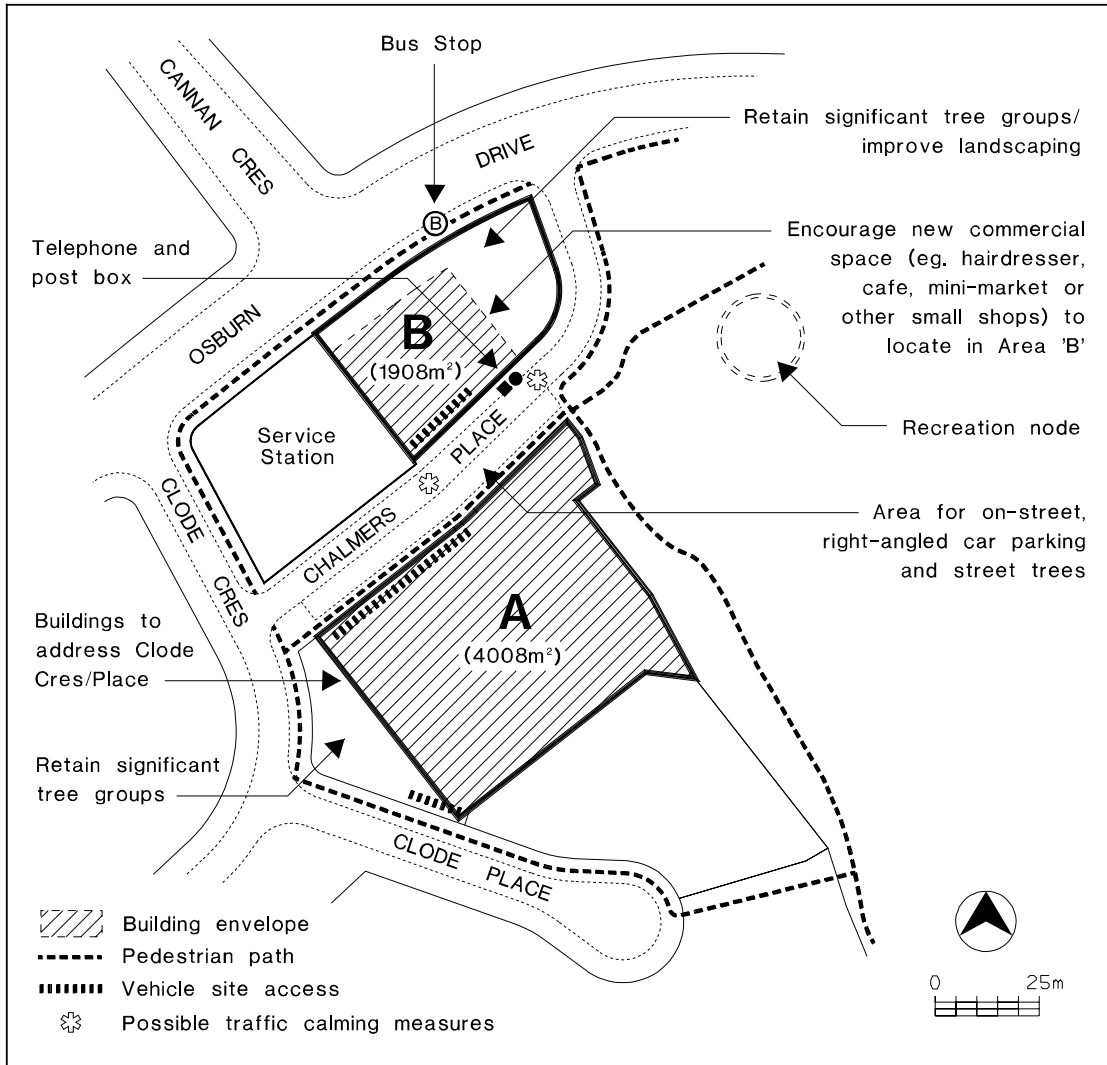 Bus Stop
CANNAN
CRES
DRIVE
Retain significant tree groups/
improve landscaping
B
Telephone and
post box
Encourage new commercial
space (eg. hairdresser,
cafe, mini-market or
other small shops) to
locate in Area 'B'
OSBURN
B
(1908m²)
Recreation node
Service
Station
PLACE
CHALMERS
CLODE
CRES
Area for on-street,
right-angled car parking
and street trees
A
(4008m²)
Buildings to
address Clode
Cres/Place
Retain significant
tree groups
CLODE
PLACE
Building envelope
Pedestrian path
Vehicle site access
Possible traffic calming measures
0 25m